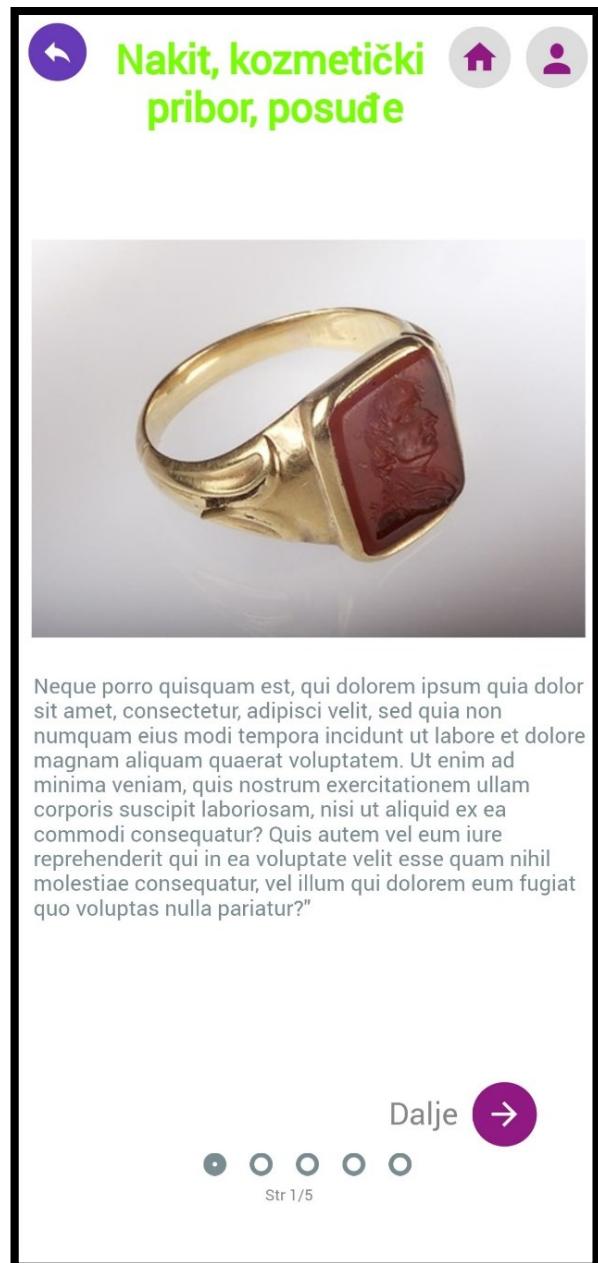 Nakit, kozmetički
pribor, posuđe
Neque porro quisquam est, qui dolorem ipsum quia dolor
sit amet, consectetur, adipisci velit, sed quia non
numquam eius modi tempora incidunt ut labore et dolore
magnam aliquam quaerat voluptatem. Ut enim ad
minima veniam, quis nostrum exercitationem ullam
corporis suscipit laboriosam, nisi ut aliquid ex ea
commodi consequatur? Quis autem vel eum iure
reprehenderit qui in ea voluptate velit esse quam nihil
molestiae consequatur, vel illum qui dolorem eum fugiat
quo voluptas nulla pariatur?"
Dalje
Str 1/5